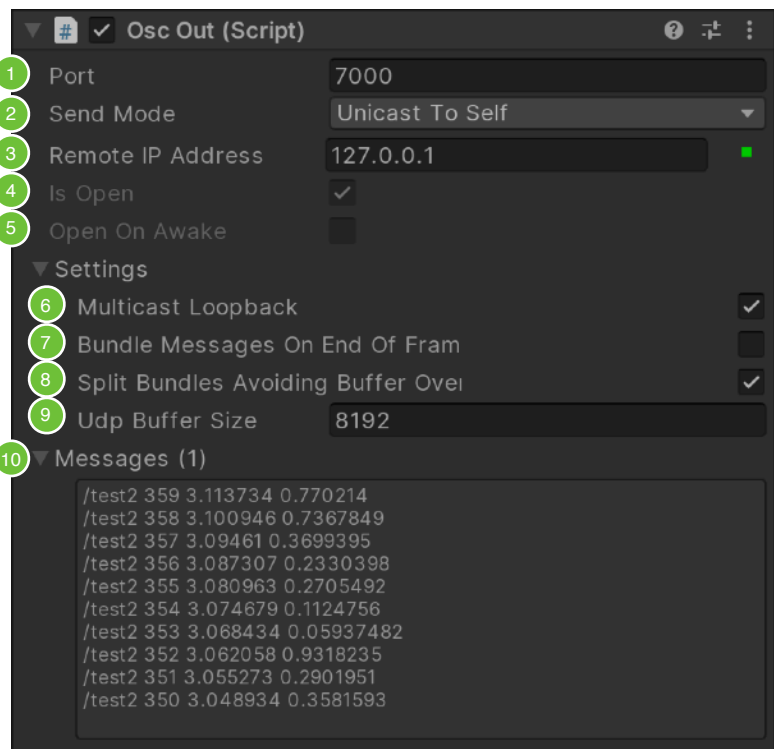 # Osc Out (Script)
1 Port 7000
2 Send Mode Unicast To Self
3 Remote IP Address 127.0.0.1
4 Is Open
5 Open On Awake
Settings
6 Multicast Loopback
7 Bundle Messages On End Of Fram
8 Split Bundles Avoiding Buffer Over
9 Udp Buffer Size 8192
10 Messages (1)
/test2 359 3.113734 0.770214
/test2 358 3.100946 0.7367849
/test2 357 3.09461 0.3699395
/test2 356 3.087307 0.2330398
/test2 355 3.080963 0.2705492
/test2 354 3.074679 0.1124756
/test2 353 3.068434 0.05937482
/test2 352 3.062058 0.9318235
/test2 351 3.055273 0.2901951
/test2 350 3.048934 0.3581593